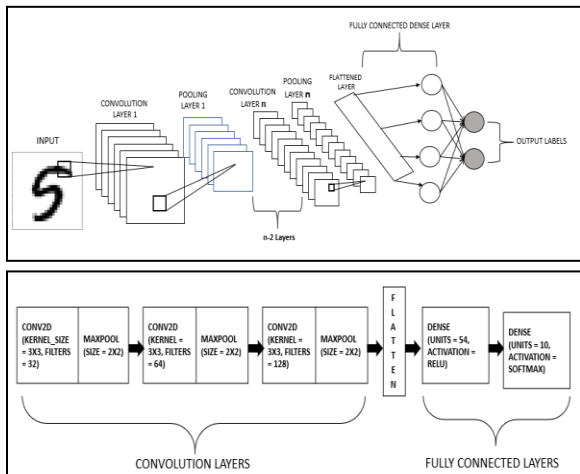 FULLY CONNECTED DENSE LAYER
POOLING
LAYER n
FLATTENED
LAYER
CONVOLUTION
LAYER n
POOLING
LAYER 1
CONVOLUTION
LAYER 1
INPUT
OUTPUT LABELS
n-2 Layers
CONV2D
(KERNEL_SIZE
= 3X3, FILTERS
= 32)
MAXPOOL
(SIZE = 2X2)
CONV2D
(KERNEL =
3X3, FILTERS
= 64)
MAXPOOL
(SIZE = 2X2)
CONV2D
(KERNEL =
3X3, FILTERS
= 128)
MAXPOOL
(SIZE = 2X2)
F
L
A
T
T
E
N
DENSE
(UNITS = 54,
ACTIVATION =
RELU)
DENSE
(UNITS = 10,
ACTIVATION =
SOFTMAX)
CONVOLUTION LAYERS
FULLY CONNECTED LAYERS